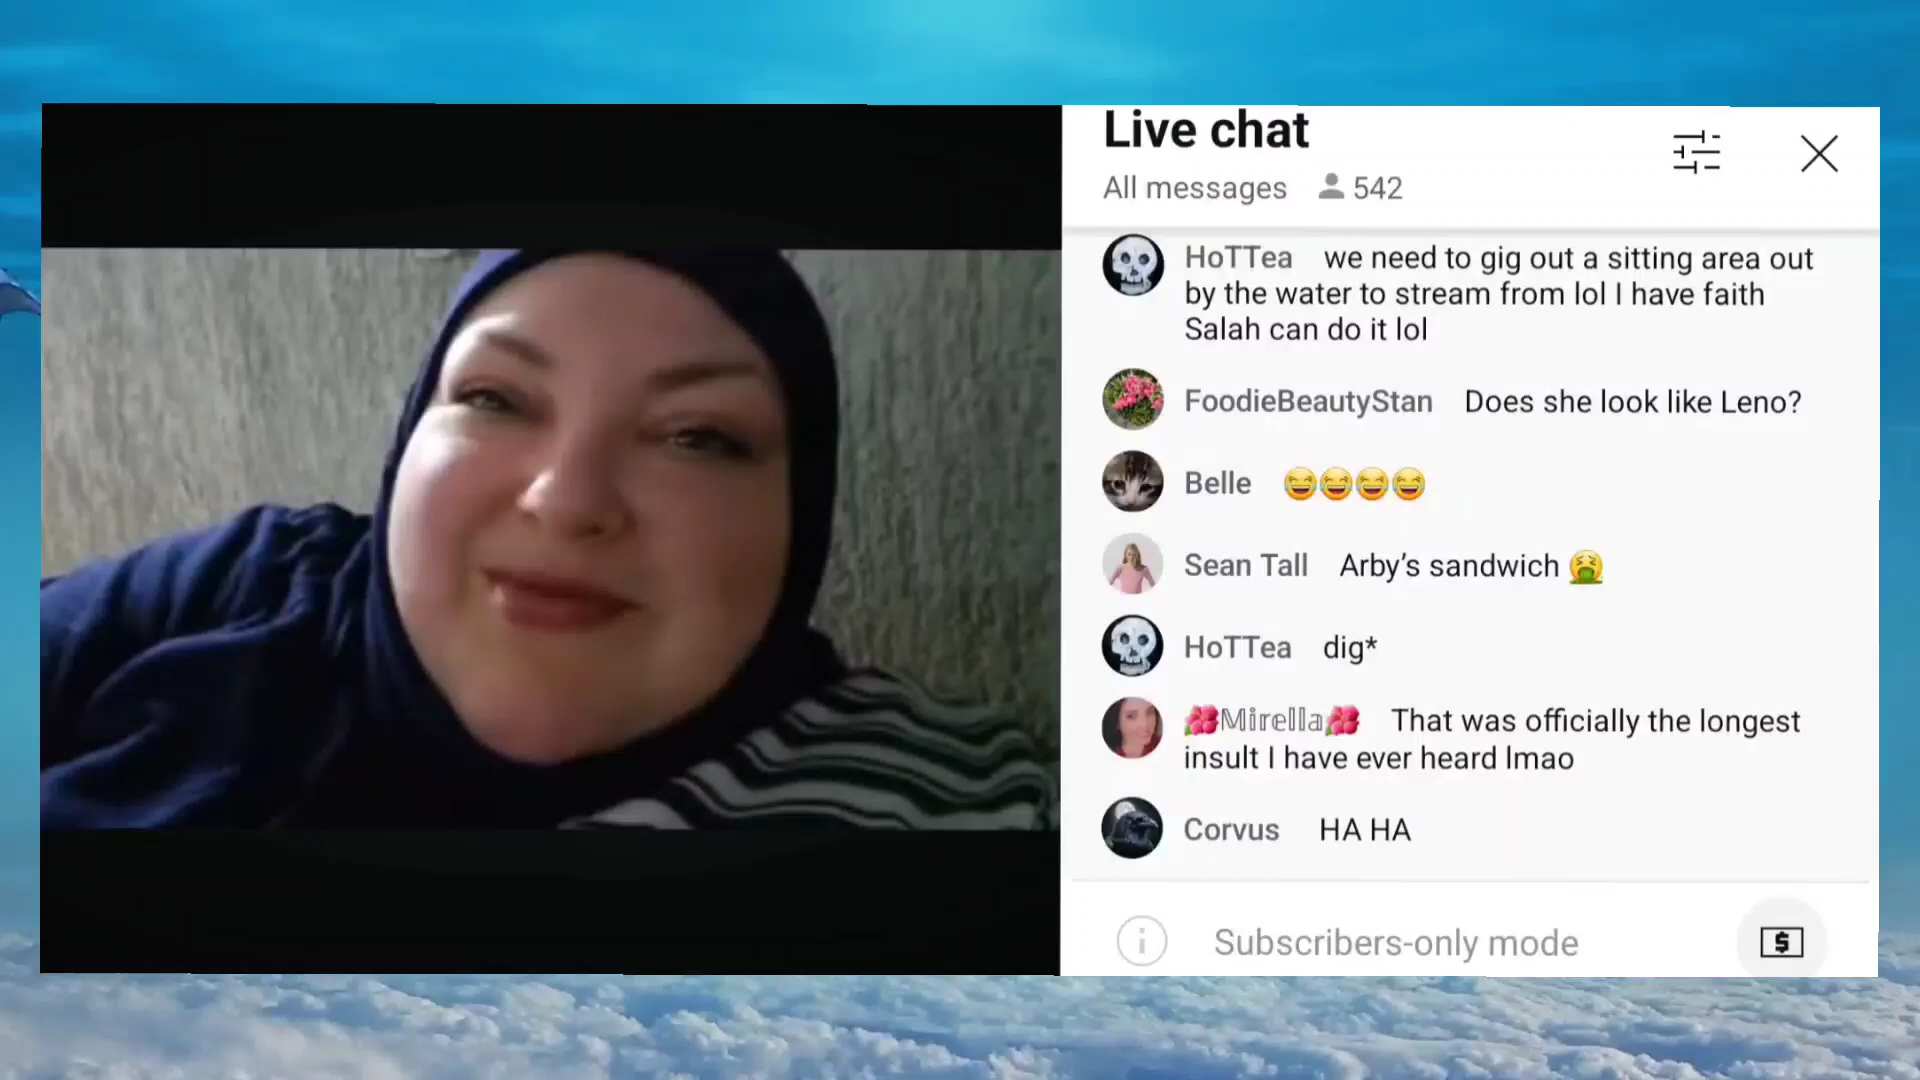 Live chat
All messages 542
HoTTea we need to gig out a sitting area out
by the water to stream from lol I have faith
Salah can do it lol
FoodieBeautyStan Does she look like Leno?
Belle 😂😂😂😂
Sean Tall Arby’s sandwich 🤮
HoTTea dig*
🌺𝕄𝕚𝕣𝕖𝕝𝕝𝕒🌺 That was officially the longest
insult I have ever heard lmao
Corvus HA HA
Subscribers-only mode